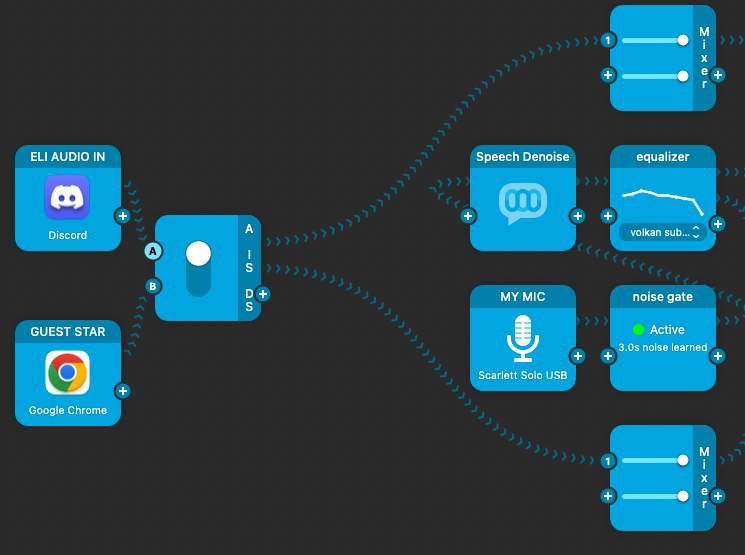 Mixer
1
ELI AUDIO IN
Discord
Speech Denoise
equalizer
volkan sub...
A
B
A IS DS
MY MIC
Scarlett Solo USB
noise gate
Active
3.0s noise learned
GUEST STAR
Google Chrome
Mixer
1